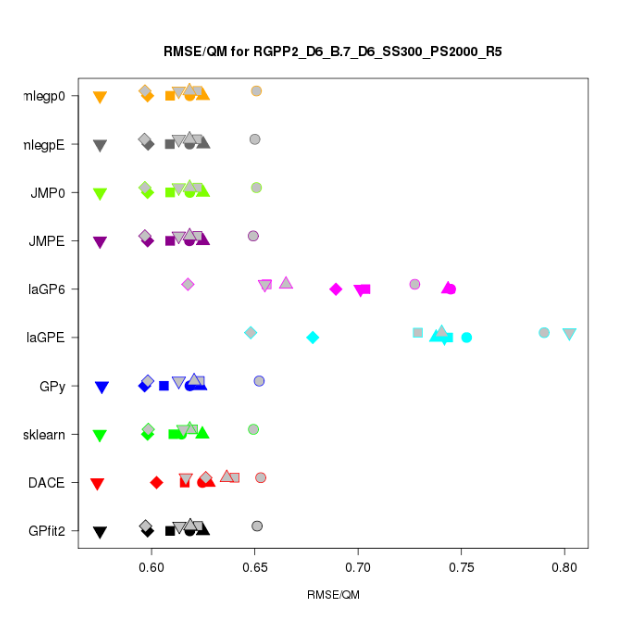 RMSE/QM for RGPP2_D6_B.7_D6_SS300_PS2000_R5
mlegp0
mlegpE
JMP0
JMPE
laGP6
laGPE
GPy
sklearn
DACE
GPfit2
0.60 0.65 0.70 0.75 0.80
RMSE/QM